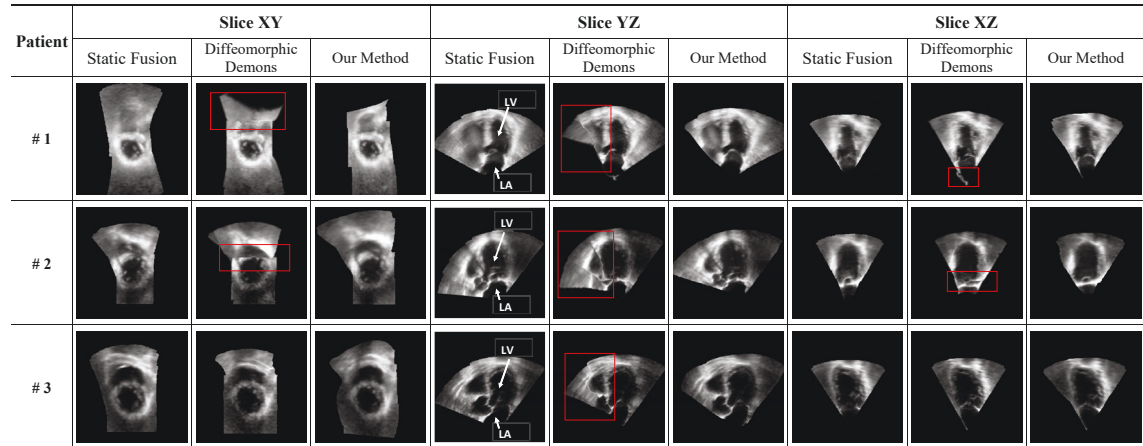 Patient Slice XY Slice YZ Slice XZ
Static Fusion Diffeomorphic Demons Our Method Static Fusion Diffeomorphic Demons Our Method Static Fusion Diffeomorphic Demons Our Method
# 1
LV
LA
# 2
LV
LA
# 3
LV
LA